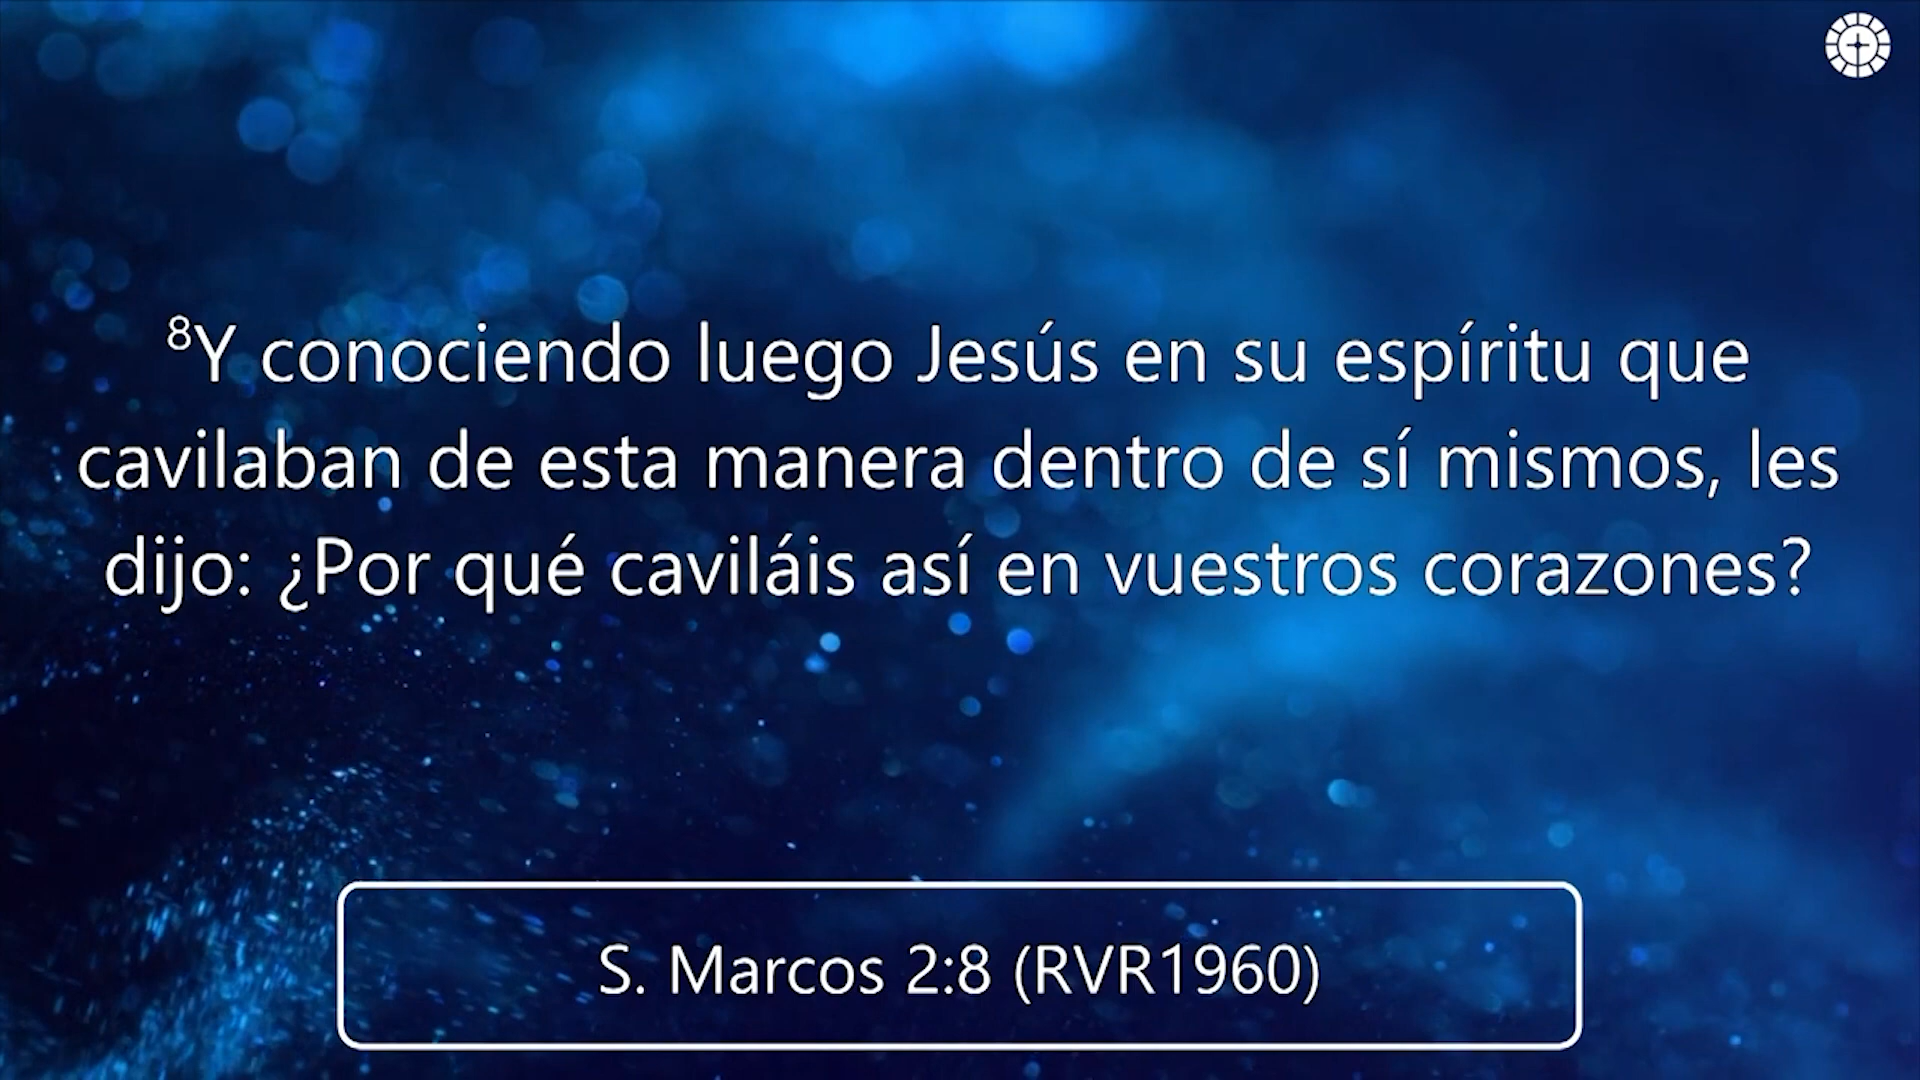 ⁸Y conociendo luego Jesús en su espíritu que
cavilaban de esta manera dentro de sí mismos, les
dijo: ¿Por qué caviláis así en vuestros corazones?
S. Marcos 2:8 (RVR1960)